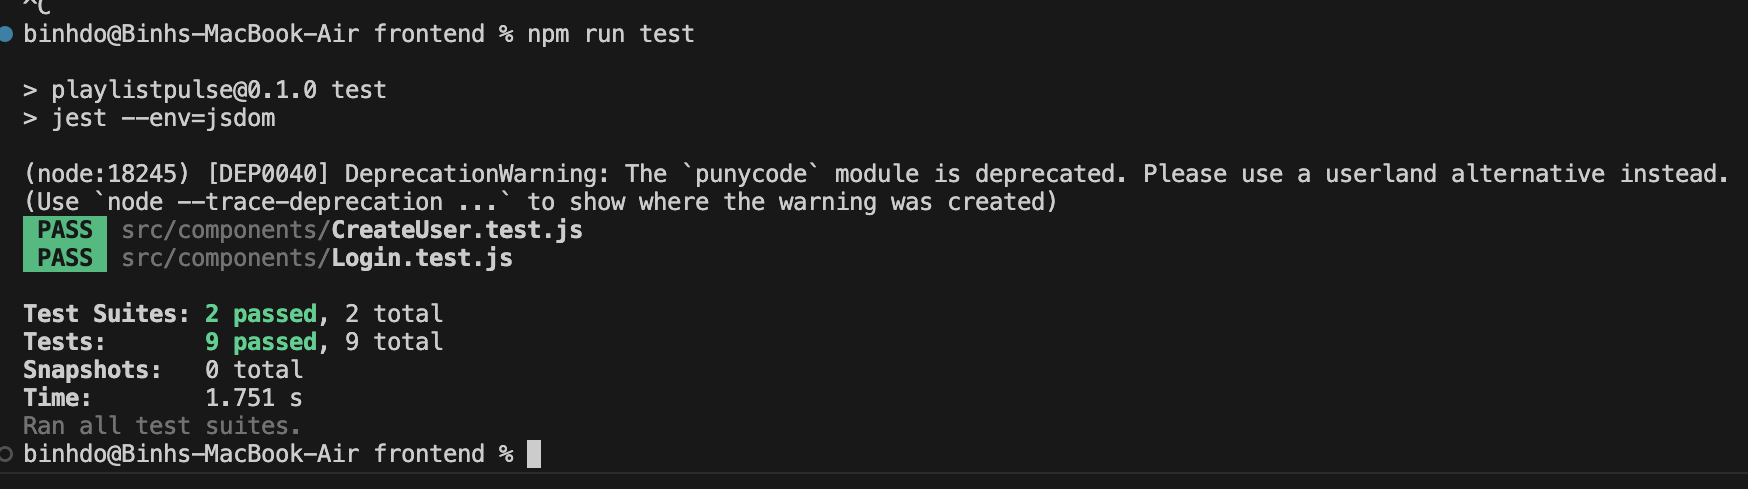 ^C
binhdo@Binhs-MacBook-Air frontend % npm run test
> playlistpulse@0.1.0 test
> jest --env=jsdom
(node:18245) [DEP0040] DeprecationWarning: The `punycode` module is deprecated. Please use a userland alternative instead.
(Use `node --trace-deprecation ...` to show where the warning was created)
PASS src/components/CreateUser.test.js
PASS src/components/Login.test.js
Test Suites: 2 passed, 2 total
Tests: 9 passed, 9 total
Snapshots: 0 total
Time: 1.751 s
Ran all test suites.
binhdo@Binhs-MacBook-Air frontend %